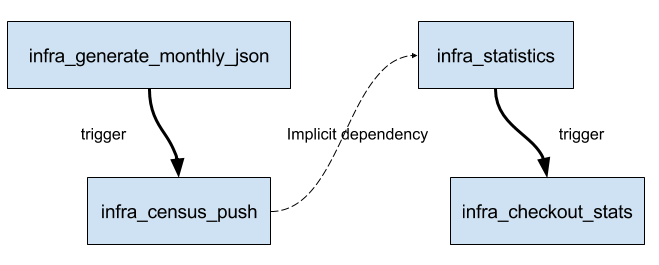 infra_generate_monthly_json
infra_statistics
trigger
Implicit dependency
trigger
infra_census_push
infra_checkout_stats